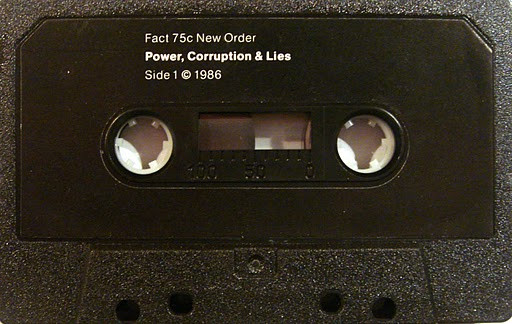 Fact 75c New Order
Power, Corruption & Lies
Side 1 © 1986
100 50 0